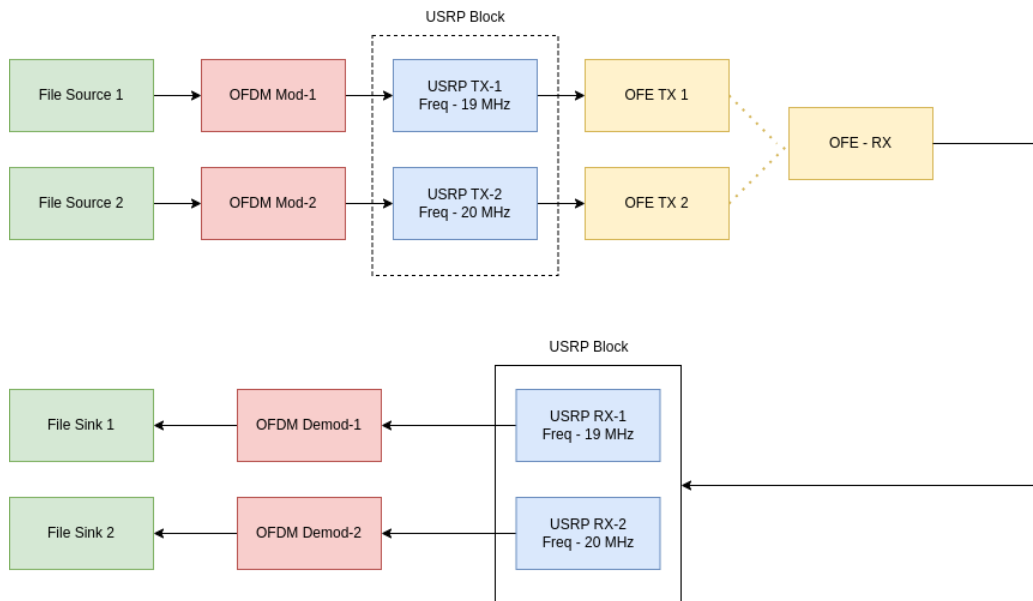 USRP Block
File Source 1
OFDM Mod-1
USRP TX-1
Freq - 19 MHz
OFE TX 1
OFE - RX
File Source 2
OFDM Mod-2
USRP TX-2
Freq - 20 MHz
OFE TX 2
USRP Block
File Sink 1
OFDM Demod-1
USRP RX-1
Freq - 19 MHz
File Sink 2
OFDM Demod-2
USRP RX-2
Freq - 20 MHz